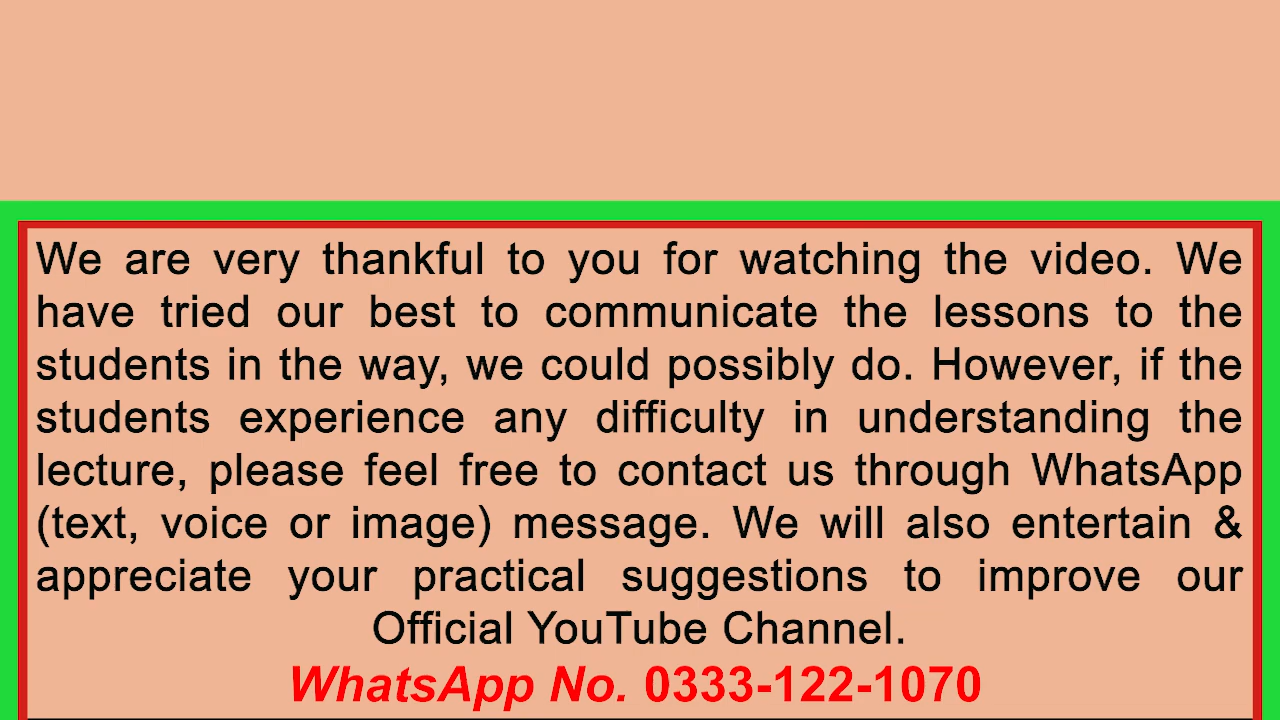 We are very thankful to you for watching the video. We
have tried our best to communicate the lessons to the
students in the way, we could possibly do. However, if the
students experience any difficulty in understanding the
lecture, please feel free to contact us through WhatsApp
(text, voice or image) message. We will also entertain &
appreciate your practical suggestions to improve our
Official YouTube Channel.
WhatsApp No. 0333-122-1070